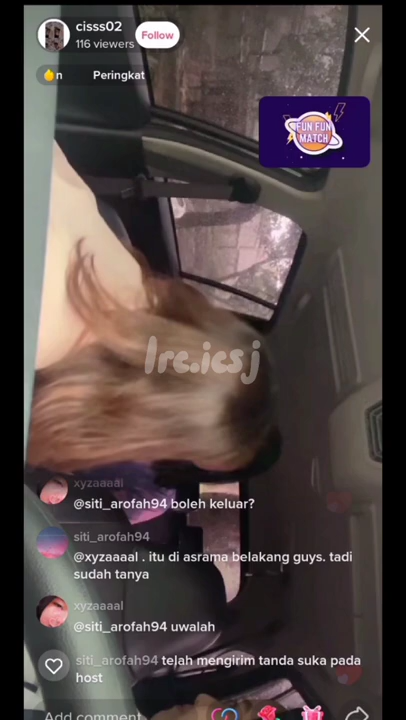 cisss02
116 viewers
Follow
n
Peringkat
FUN FUN
MATCH
lrc.icsj
xyzaaaal
@siti_arofah94 boleh keluar?
siti_arofah94
@xyzaaaal . itu di asrama belakang guys. tadi
sudah tanya
xyzaaaal
@siti_arofah94 uwalah
siti_arofah94 telah mengirim tanda suka pada
host
Add comment